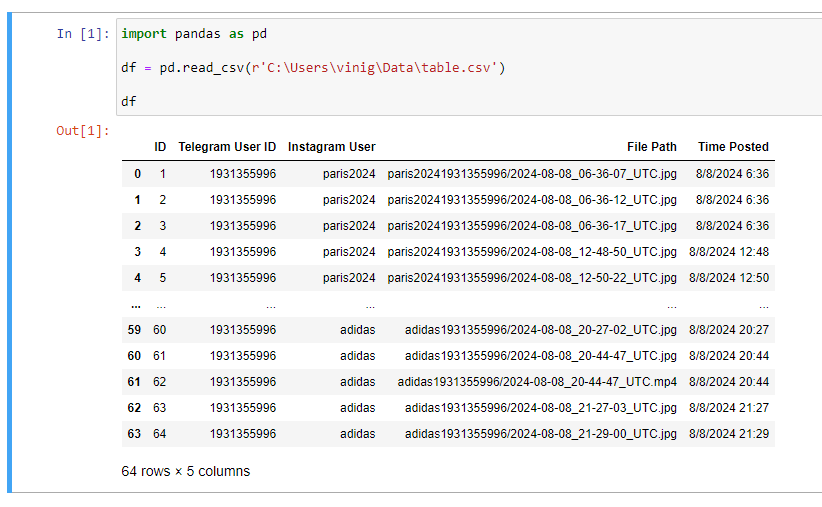 In [1]: import pandas as pd
df = pd.read_csv(r'C:\Users\vinig\Data\table.csv')
df
Out[1]:
ID Telegram User ID Instagram User File Path Time Posted
0 1 1931355996 paris2024 paris20241931355996/2024-08-08_06-36-07_UTC.jpg 8/8/2024 6:36
1 2 1931355996 paris2024 paris20241931355996/2024-08-08_06-36-12_UTC.jpg 8/8/2024 6:36
2 3 1931355996 paris2024 paris20241931355996/2024-08-08_06-36-17_UTC.jpg 8/8/2024 6:36
3 4 1931355996 paris2024 paris20241931355996/2024-08-08_12-48-50_UTC.jpg 8/8/2024 12:48
4 5 1931355996 paris2024 paris20241931355996/2024-08-08_12-50-22_UTC.jpg 8/8/2024 12:50
... ... ... ... ... ...
59 60 1931355996 adidas adidas1931355996/2024-08-08_20-27-02_UTC.jpg 8/8/2024 20:27
60 61 1931355996 adidas adidas1931355996/2024-08-08_20-44-47_UTC.jpg 8/8/2024 20:44
61 62 1931355996 adidas adidas1931355996/2024-08-08_20-44-47_UTC.mp4 8/8/2024 20:44
62 63 1931355996 adidas adidas1931355996/2024-08-08_21-27-03_UTC.jpg 8/8/2024 21:27
63 64 1931355996 adidas adidas1931355996/2024-08-08_21-29-00_UTC.jpg 8/8/2024 21:29
64 rows × 5 columns